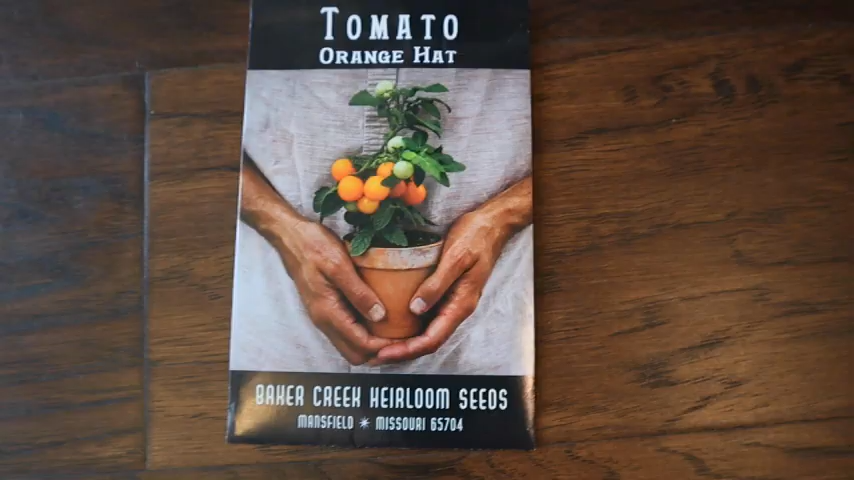 TOMATO
ORANGE HAT
BAKER CREEK HEIRLOOM SEEDS
MANSFIELD ✴ MISSOURI 65704